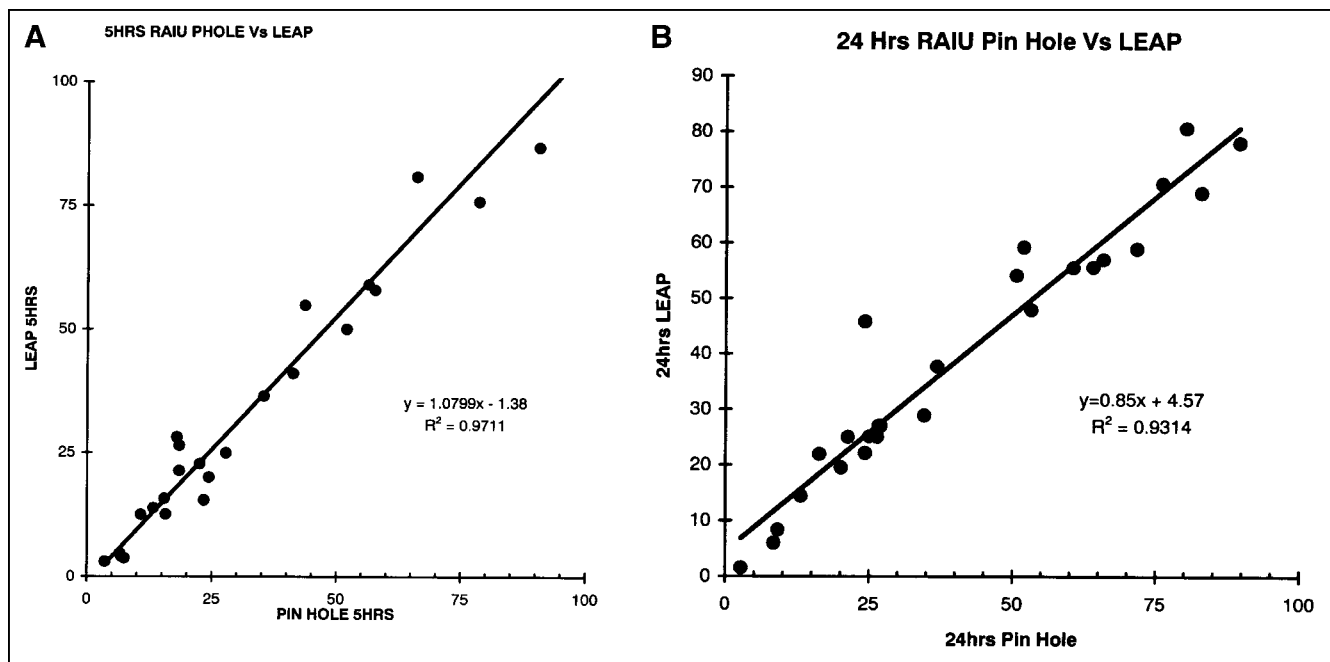 A
5HRS RAIU PHOLE Vs LEAP
100
75
50
25
0
LEAP 5HRS
y = 1.0799x - 1.38
R² = 0.9711
0 25 50 75 100
PIN HOLE 5HRS
B
24 Hrs RAIU Pin Hole Vs LEAP
90
80
70
60
50
40
30
20
10
0
24hrs LEAP
y=0.85x + 4.57
R² = 0.9314
0 25 50 75 100
24hrs Pin Hole